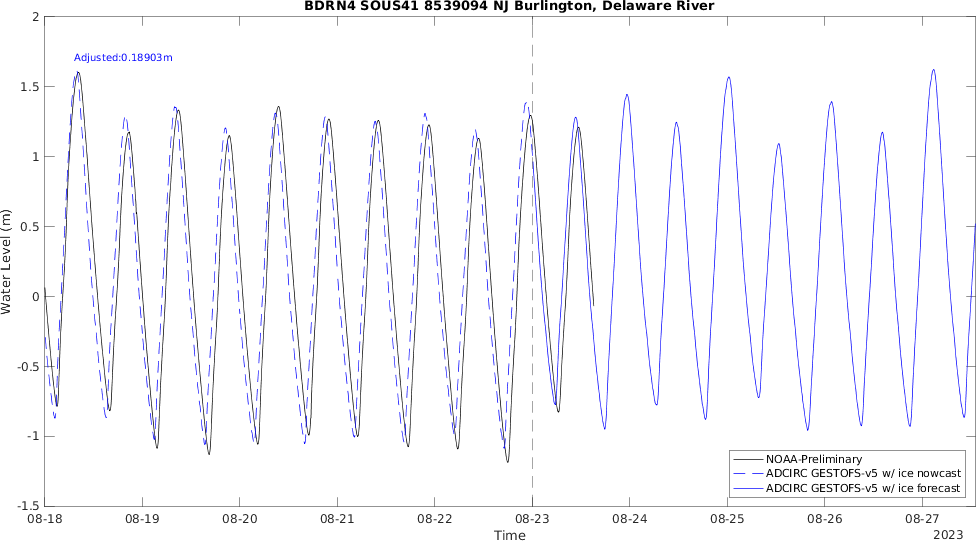 BDRN4 SOUS41 8539094 NJ Burlington, Delaware River
2
Adjusted:0.18903m
1.5
1
0.5
0
-0.5
-1
-1.5
Water Level (m)
NOAA-Preliminary
ADCIRC GESTOFS-v5 w/ ice nowcast
ADCIRC GESTOFS-v5 w/ ice forecast
08-18 08-19 08-20 08-21 08-22 08-23 08-24 08-25 08-26 08-27
Time
2023